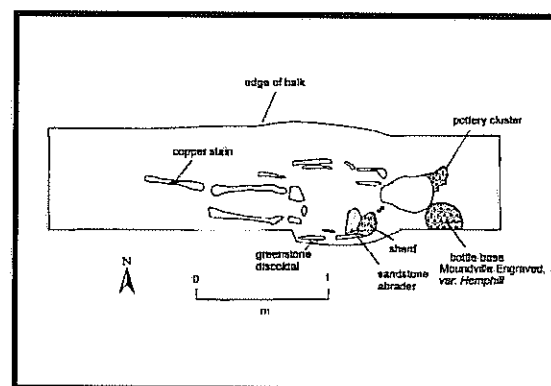 edge of balk
pottery cluster
copper stain
sherd
greenstone
discoidal
sandstone
abrader
bottle base
Moundville Engraved,
var. Hemphill
N
0
1
m